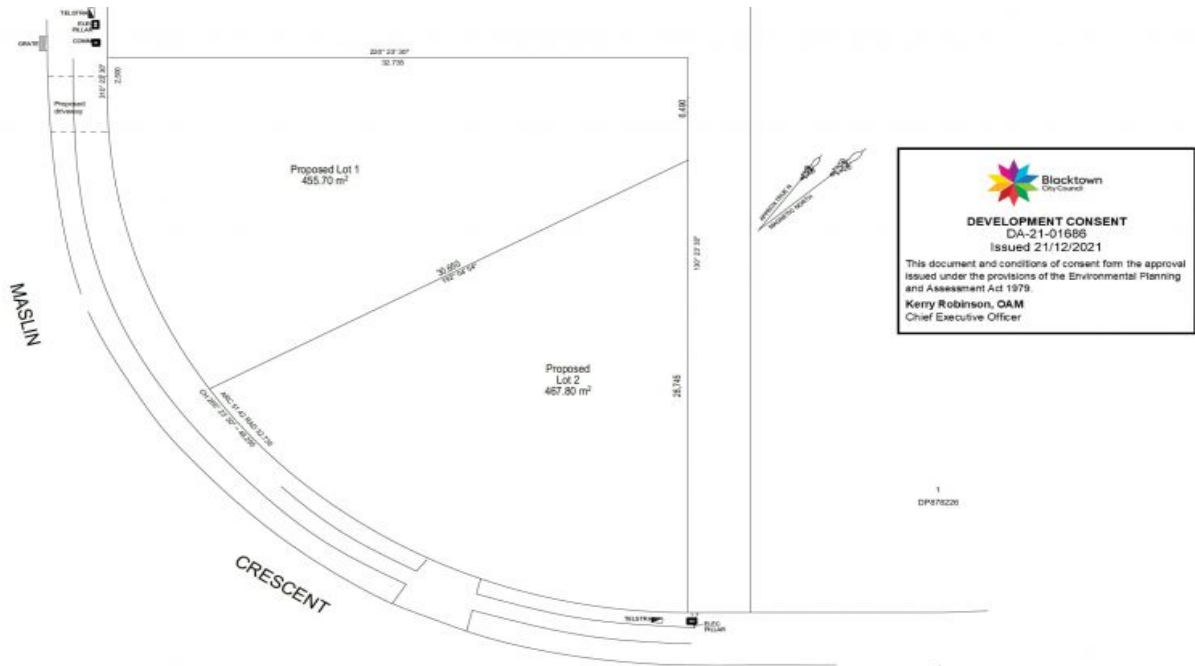 TELSTRA
ELEC
PILLAR
COMM
GRATE
Proposed
driveway
2,500
32.735
6,490
Proposed Lot 1
455.70 m²
30.650
Proposed
Lot 2
467.80 m²
28,745
APPROX TRUE N
MAGNETIC NORTH
Blacktown
City Council
DEVELOPMENT CONSENT
DA-21-01686
Issued 21/12/2021
This document and conditions of consent form the approval
issued under the provisions of the Environmental Planning
and Assessment Act 1979.
Kerry Robinson, OAM
Chief Executive Officer
MASLIN
CRESCENT
1
DP878226
TELSTRA
ELEC
PILLAR